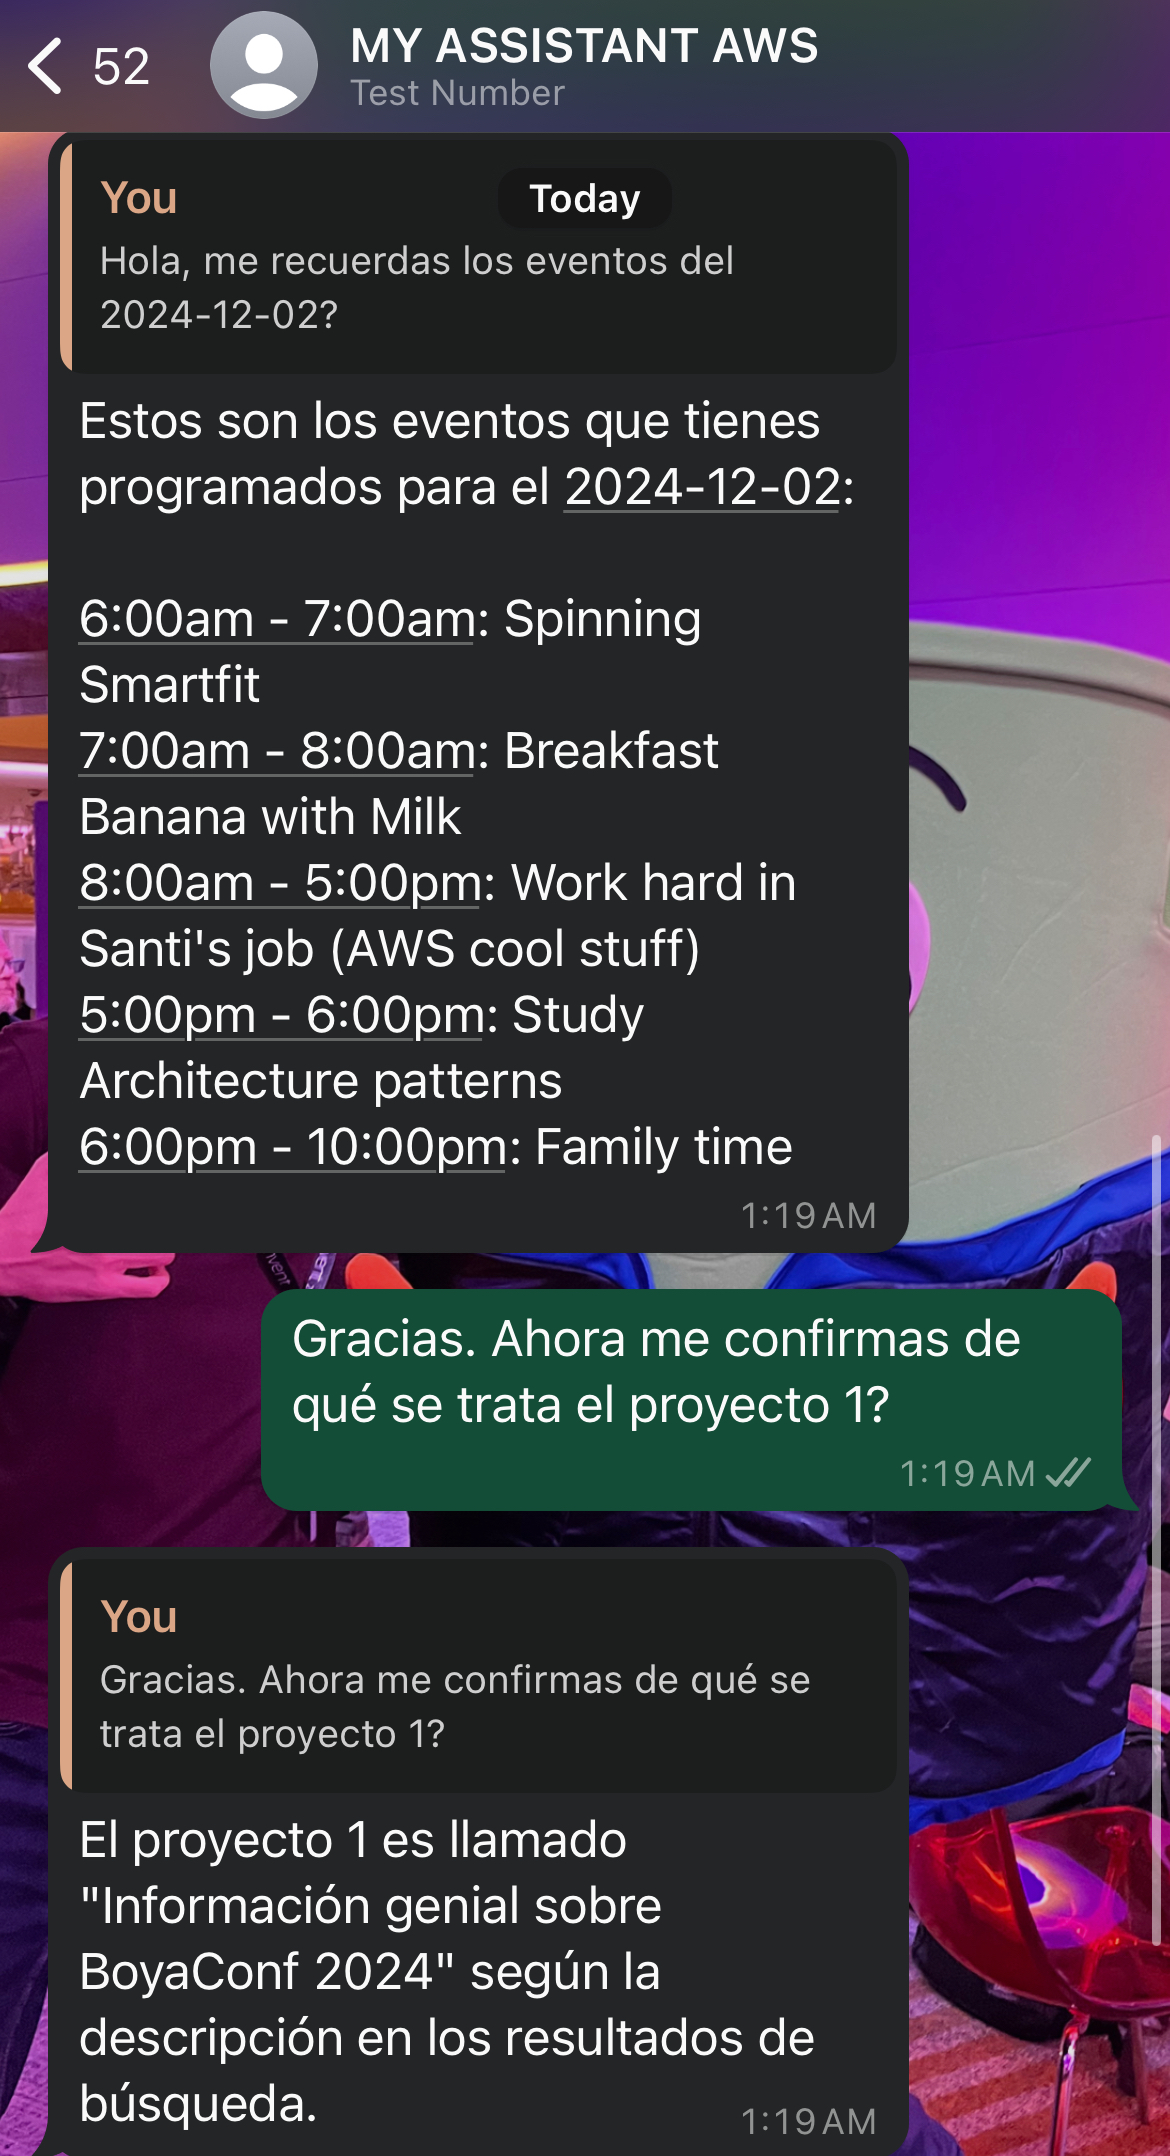 52
MY ASSISTANT AWS
Test Number
Today
You
Hola, me recuerdas los eventos del
2024-12-02?
Estos son los eventos que tienes
programados para el 2024-12-02:
6:00am - 7:00am: Spinning
Smartfit
7:00am - 8:00am: Breakfast
Banana with Milk
8:00am - 5:00pm: Work hard in
Santi's job (AWS cool stuff)
5:00pm - 6:00pm: Study
Architecture patterns
6:00pm - 10:00pm: Family time
1:19 AM
Gracias. Ahora me confirmas de
qué se trata el proyecto 1?
1:19 AM
You
Gracias. Ahora me confirmas de qué se
trata el proyecto 1?
El proyecto 1 es llamado
"Información genial sobre
BoyaConf 2024" según la
descripción en los resultados de
búsqueda.
1:19 AM